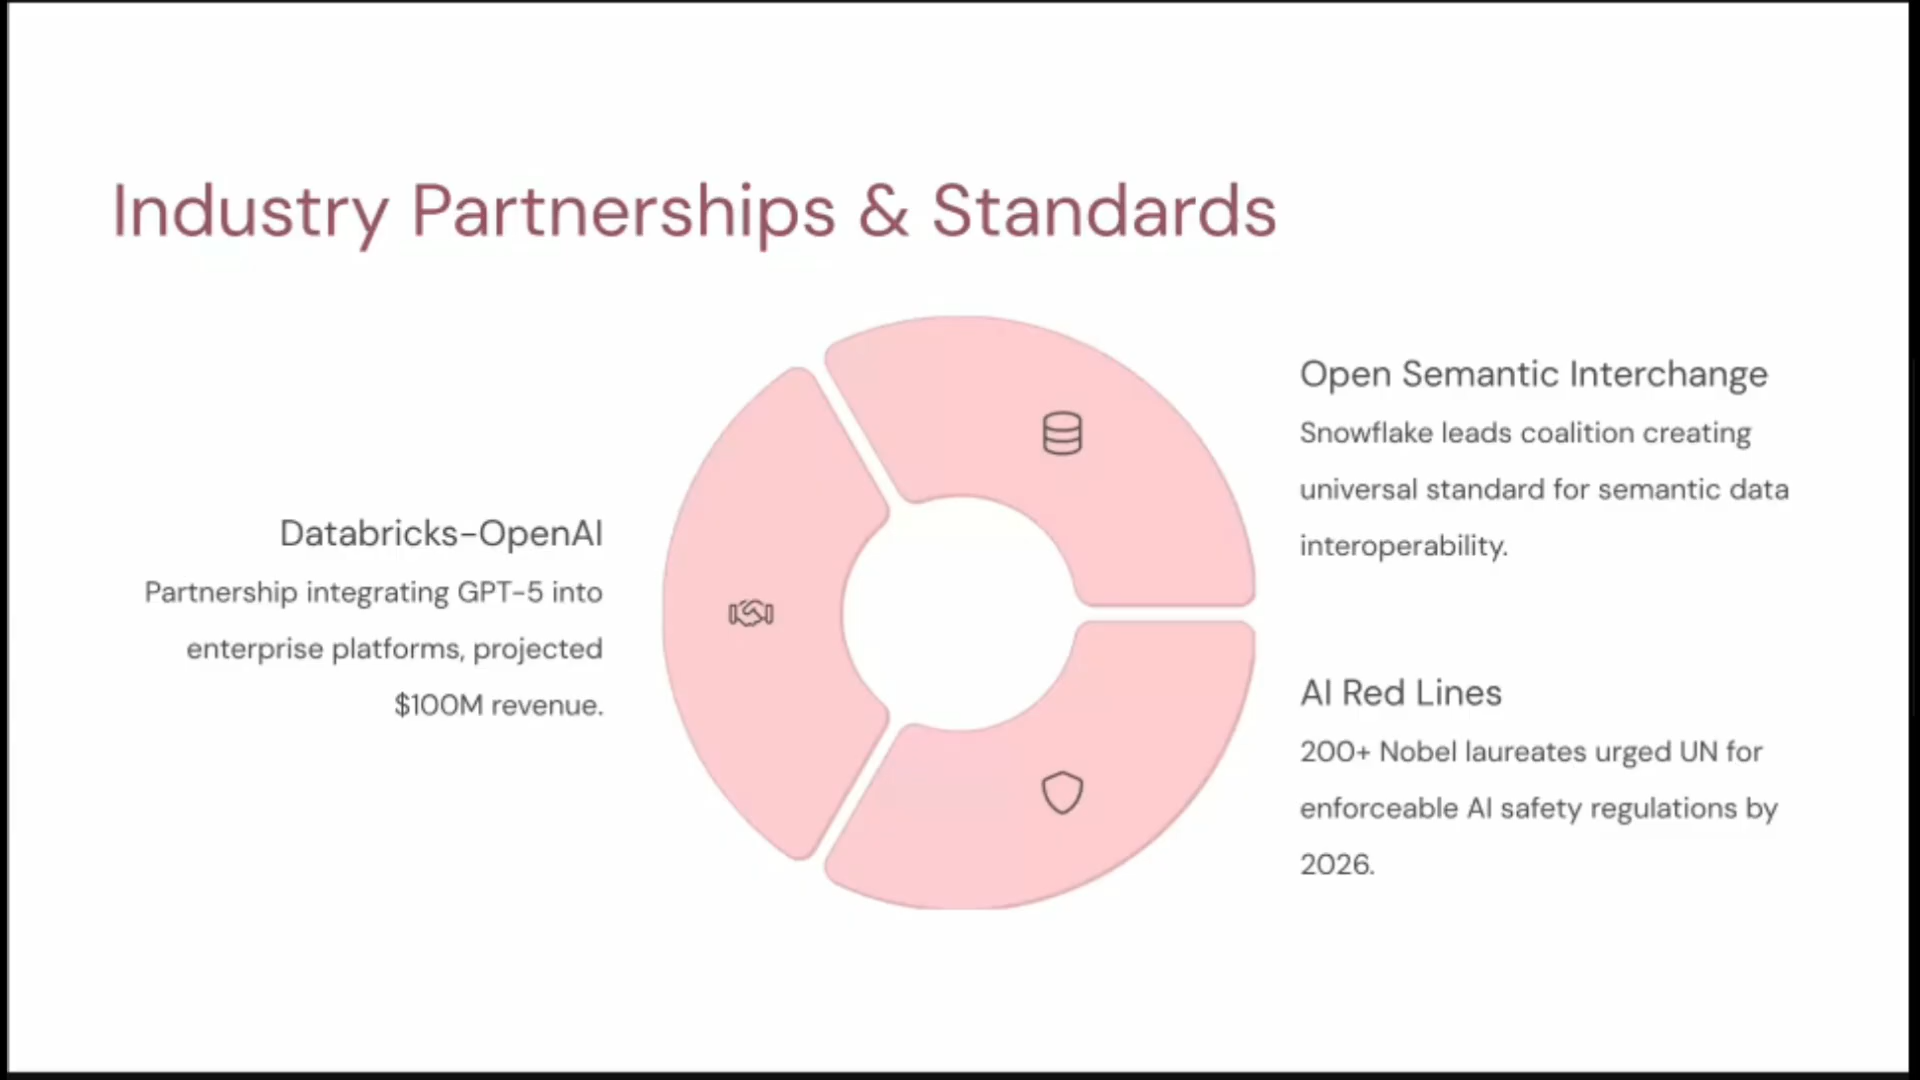 Industry Partnerships & Standards
Open Semantic Interchange
Snowflake leads coalition creating
universal standard for semantic data
interoperability.
Databricks-OpenAI
Partnership integrating GPT-5 into
enterprise platforms, projected
$100M revenue.
AI Red Lines
200+ Nobel laureates urged UN for
enforceable AI safety regulations by
2026.